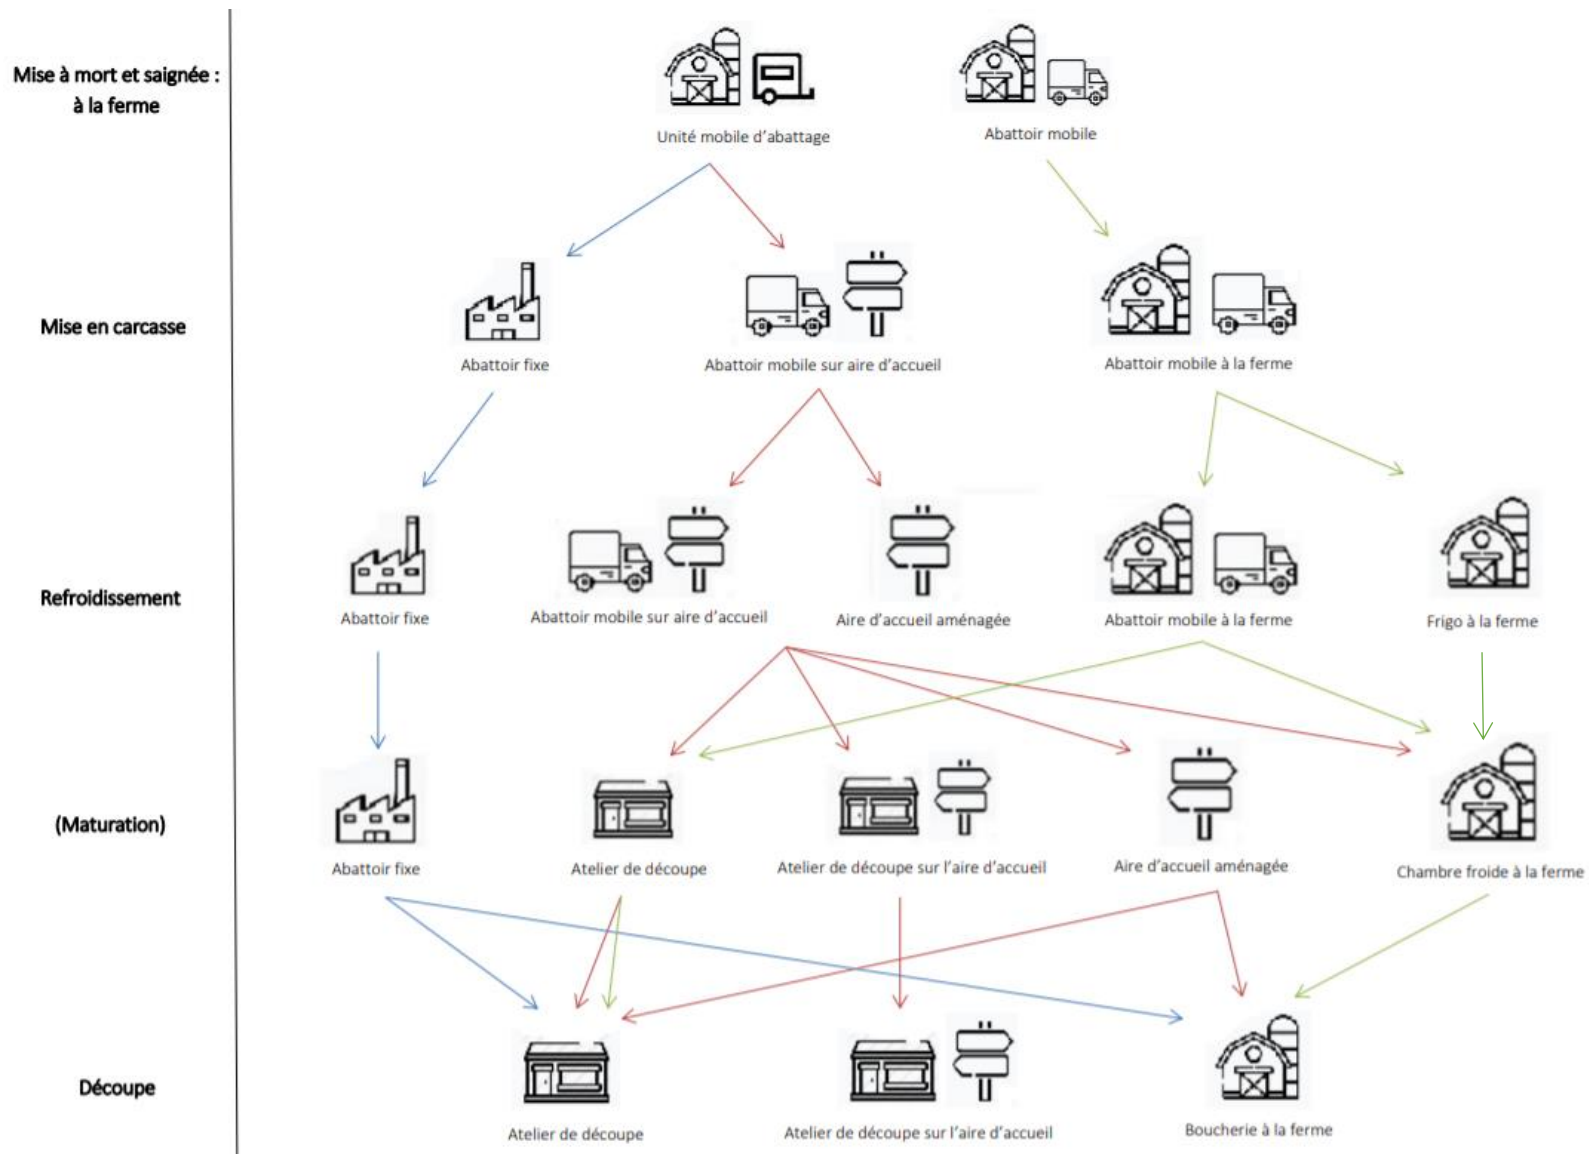 Mise à mort et saignée :
à la ferme
Unité mobile d'abattage
Abattoir mobile
Mise en carcasse
Abattoir fixe
Abattoir mobile sur aire d'accueil
Abattoir mobile à la ferme
Refroidissement
Abattoir fixe
Abattoir mobile sur aire d'accueil
Aire d'accueil aménagée
Abattoir mobile à la ferme
Frigo à la ferme
(Maturation)
Abattoir fixe
Atelier de découpe
Atelier de découpe sur l'aire d'accueil
Aire d'accueil aménagée
Chambre froide à la ferme
Découpe
Atelier de découpe
Atelier de découpe sur l'aire d'accueil
Boucherie à la ferme